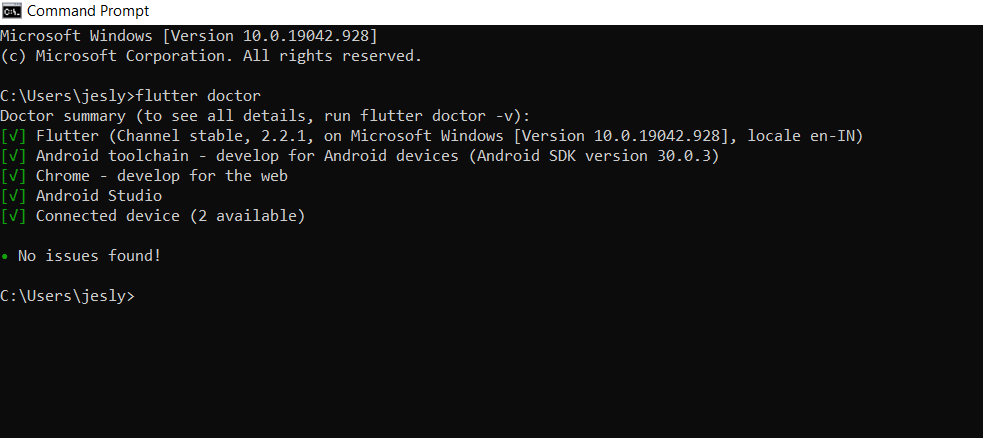 Command Prompt
Microsoft Windows [Version 10.0.19042.928]
(c) Microsoft Corporation. All rights reserved.
C:\Users\jesly>flutter doctor
Doctor summary (to see all details, run flutter doctor -v):
[√] Flutter (Channel stable, 2.2.1, on Microsoft Windows [Version 10.0.19042.928], locale en-IN)
[√] Android toolchain - develop for Android devices (Android SDK version 30.0.3)
[√] Chrome - develop for the web
[√] Android Studio
[√] Connected device (2 available)
• No issues found!
C:\Users\jesly>